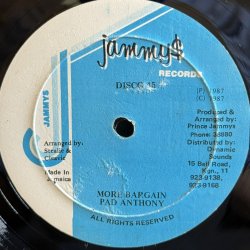 jammy$
RECORDS
JAMMYS
DISCO 45
(P) 1987
(C) 1987
Produced &
Arranged by:
Prince Jammys
Phone: 36880
Distributed by:
Dynamic
Sounds
15 Bell Road,
Kgn., 11
923-9138,
923-9168
Arranged by:
Steelie &
Cleavie
Made in
Jamaica
MORE BARGAIN
PAD ANTHONY
ALL RIGHTS RESERVED